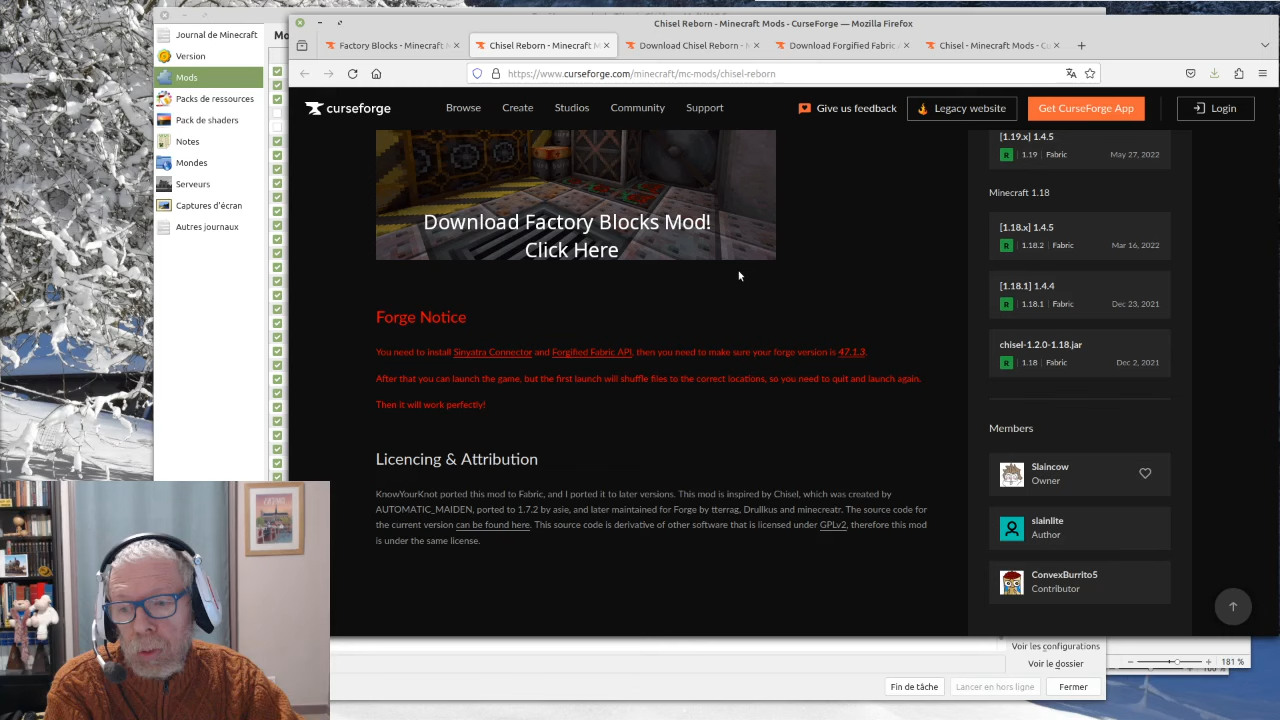 Chisel Reborn - Minecraft Mods - CurseForge — Mozilla Firefox
Journal de Minecraft
Version
Mods
Packs de ressources
Pack de shaders
Notes
Mondes
Serveurs
Captures d'écran
Autres journaux
Mo
Factory Blocks - Minecraft M
Chisel Reborn - Minecraft M
Download Chisel Reborn - M
Download Forgified Fabric A
Chisel - Minecraft Mods - Cu
https://www.curseforge.com/minecraft/mc-mods/chisel-reborn
curseforge
Browse
Create
Studios
Community
Support
Give us feedback
Legacy website
Get CurseForge App
Login
Download Factory Blocks Mod!
Click Here
Forge Notice
You need to install Sinyatra Connector and Forgified Fabric API, then you need to make sure your forge version is 47.1.3.
After that you can launch the game, but the first launch will shuffle files to the correct locations, so you need to quit and launch again.
Then it will work perfectly!
Licencing & Attribution
KnowYourKnot ported this mod to Fabric, and I ported it to later versions. This mod is inspired by Chisel, which was created by
AUTOMATIC_MAIDEN, ported to 1.7.2 by asie, and later maintained for Forge by tterrag, Drullkus and minecreatr. The source code for
the current version can be found here. This source code is derivative of other software that is licensed under GPLv2, therefore this mod
is under the same license.
[1.19.x] 1.4.5
R 1.19 Fabric May 27, 2022
Minecraft 1.18
[1.18.x] 1.4.5
R 1.18.2 Fabric Mar 16, 2022
[1.18.1] 1.4.4
R 1.18.1 Fabric Dec 23, 2021
chisel-1.2.0-1.18.jar
R 1.18 Fabric Dec 2, 2021
Members
Slaincow
Owner
slainlite
Author
ConvexBurrito5
Contributor
Voir les configurations
Voir le dossier
181 %
Fin de tâche
Lancer en hors ligne
Fermer